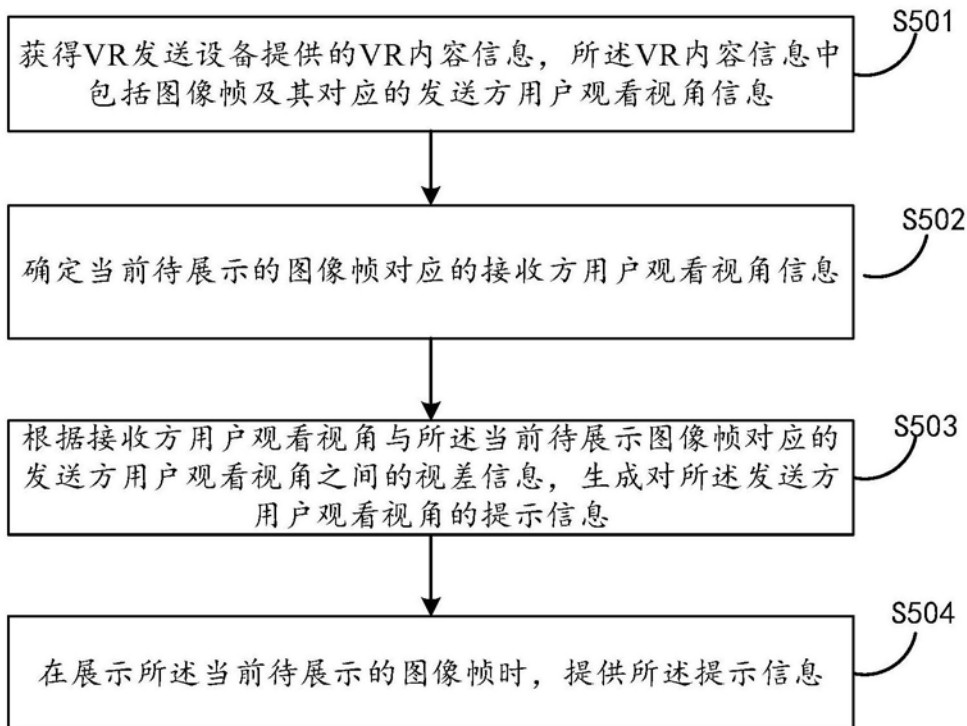 获得VR发送设备提供的VR内容信息，所述VR内容信息中
包括图像帧及其对应的发送方用户观看视角信息
S501
确定当前待展示的图像帧对应的接收方用户观看视角信息
S502
根据接收方用户观看视角与所述当前待展示图像帧对应的
发送方用户观看视角之间的视差信息，生成对所述发送方
用户观看视角的提示信息
S503
在展示所述当前待展示的图像帧时，提供所述提示信息
S504